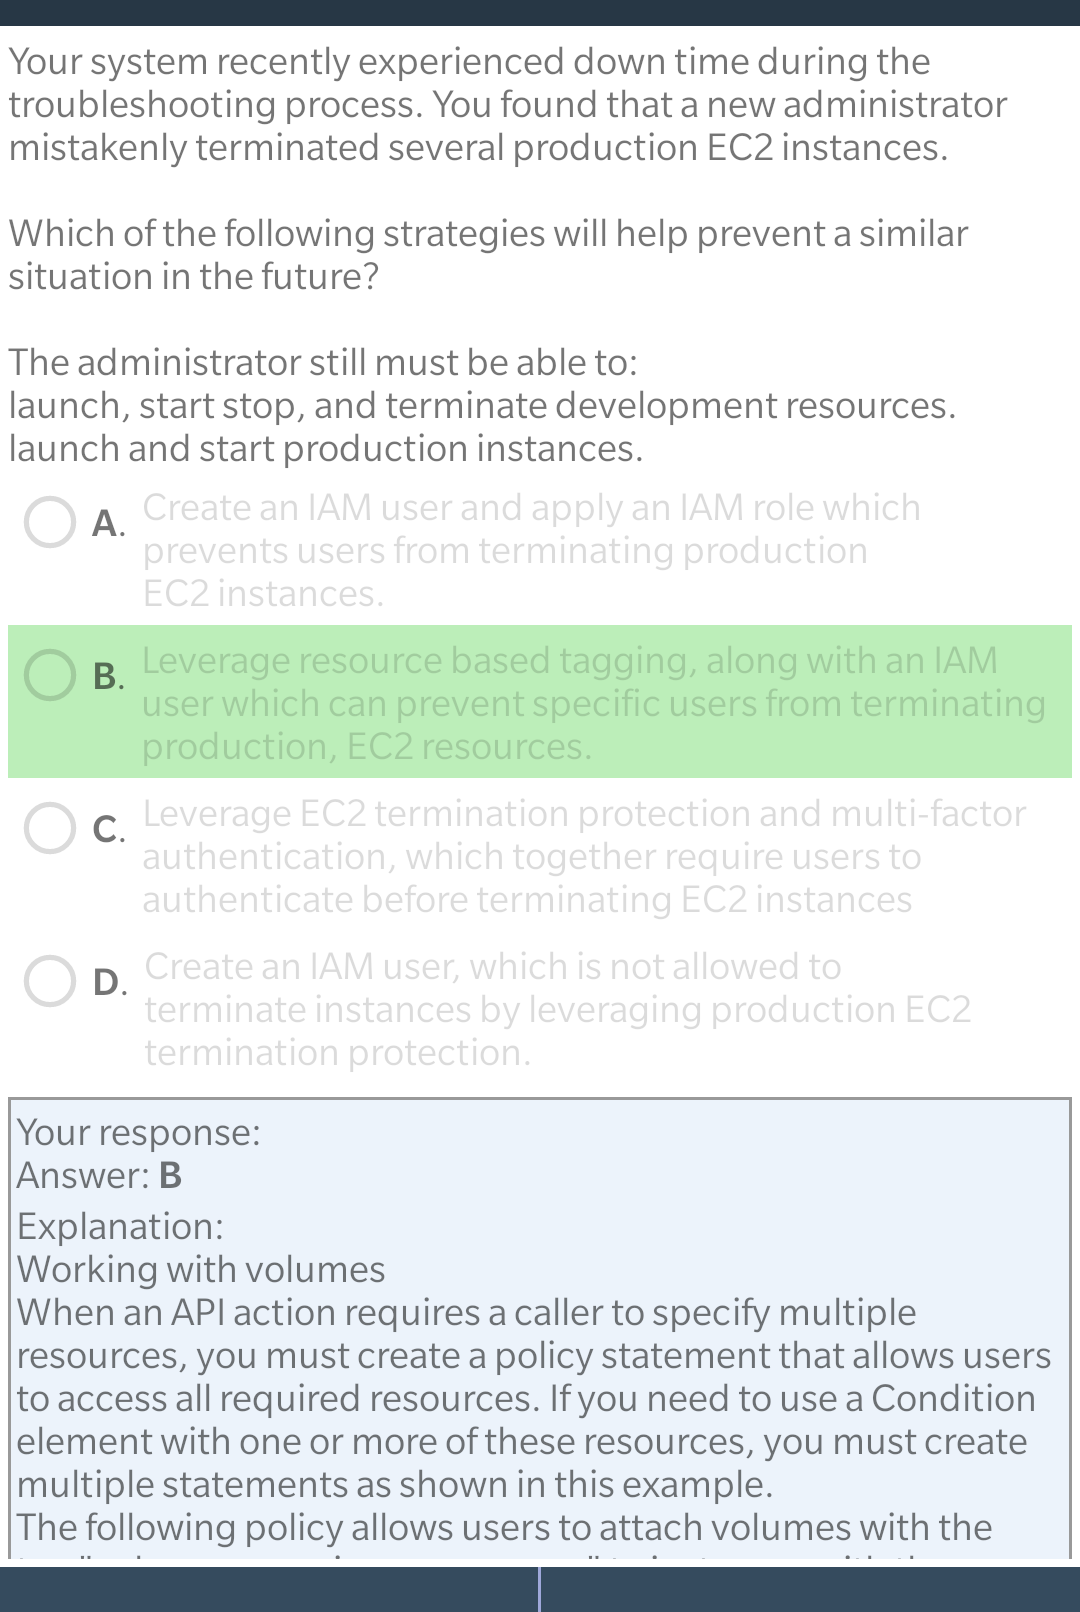 Your system recently experienced down time during the
troubleshooting process. You found that a new administrator
mistakenly terminated several production EC2 instances.
Which of the following strategies will help prevent a similar
situation in the future?
The administrator still must be able to:
launch, start stop, and terminate development resources.
launch and start production instances.
A. Create an IAM user and apply an IAM role which
prevents users from terminating production
EC2 instances.
B. Leverage resource based tagging, along with an IAM
user which can prevent specific users from terminating
production, EC2 resources.
C. Leverage EC2 termination protection and multi-factor
authentication, which together require users to
authenticate before terminating EC2 instances
D. Create an IAM user, which is not allowed to
terminate instances by leveraging production EC2
termination protection.
Your response:
Answer: B
Explanation:
Working with volumes
When an API action requires a caller to specify multiple
resources, you must create a policy statement that allows users
to access all required resources. If you need to use a Condition
element with one or more of these resources, you must create
multiple statements as shown in this example.
The following policy allows users to attach volumes with the